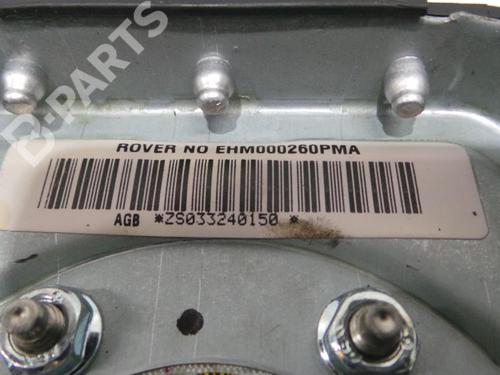 B-PARTS
ROVER NO EHM000260PMA
AGB *ZS033240150 *